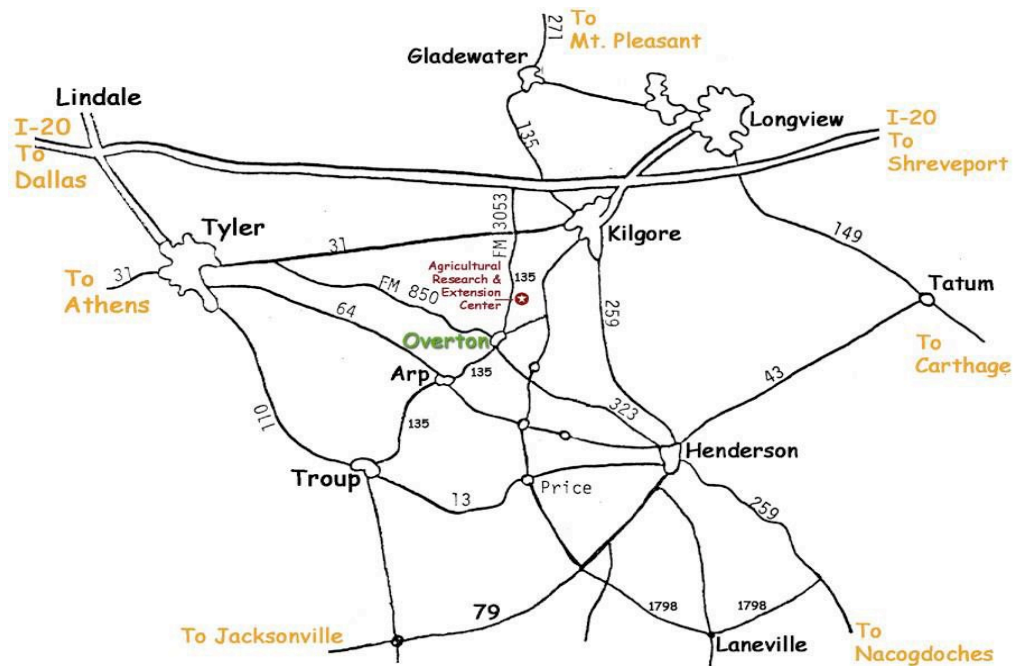 271
To
Mt. Pleasant
Gladewater
Lindale
I-20
To
Dallas
135
Longview
I-20
To
Shreveport
Tyler
31
FM 3053
Kilgore
149
31
To
Athens
FM 850
Agricultural
Research &
Extension
Center
135
259
Tatum
64
Overton
To
Carthage
Arp
135
43
110
135
323
Henderson
Troup
13
Price
259
79
1798
1798
To Jacksonville
Laneville
To
Nacogdoches